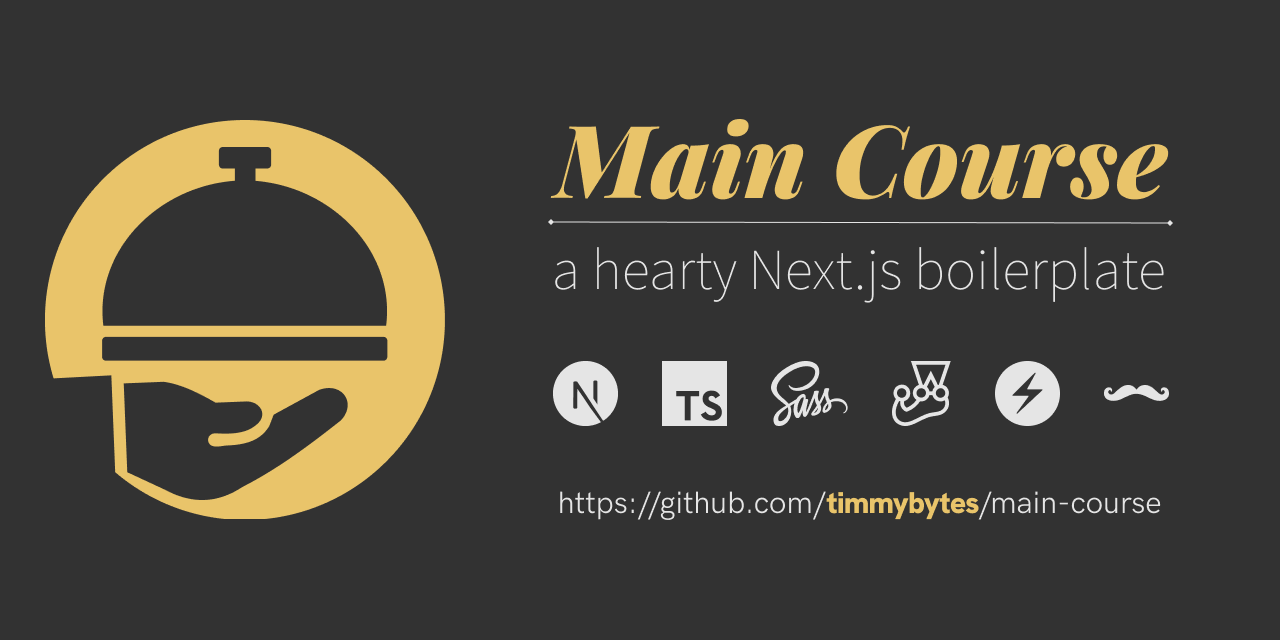 Main Course
a hearty Next.js boilerplate
N TS Sass
https://github.com/timmybytes/main-course